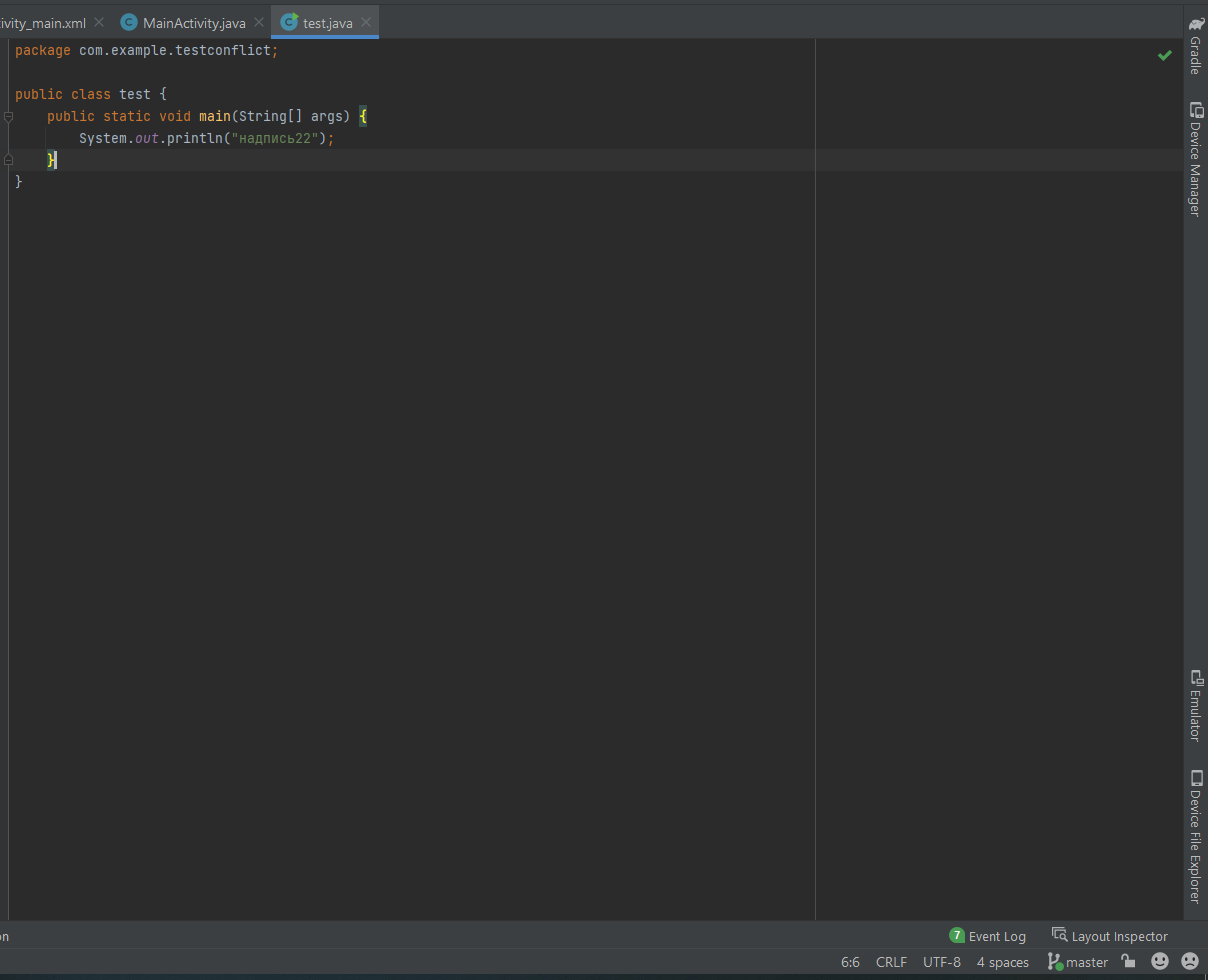 ivity_main.xml MainActivity.java test.java
package com.example.testconflict;
public class test {
public static void main(String[] args) {
System.out.println("надпись22");
}
}
Gradle
Device Manager
Emulator
Device File Explorer
on
7 Event Log Layout Inspector
6:6 CRLF UTF-8 4 spaces master